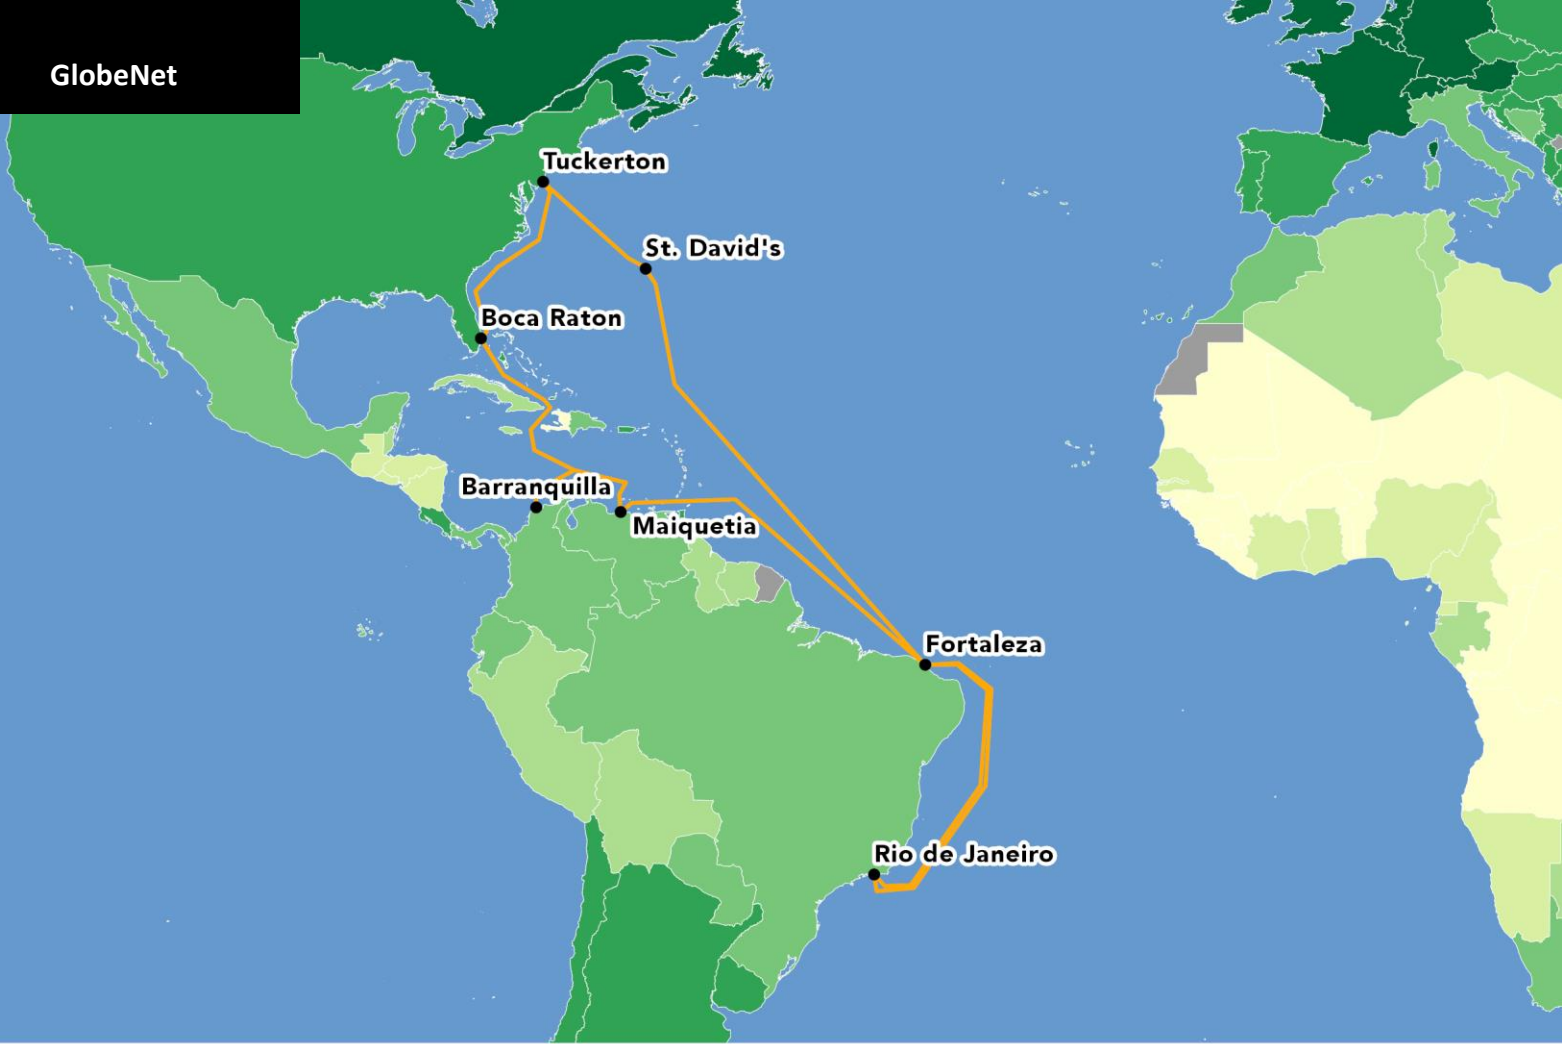 GlobeNet
Tuckerton
St. David's
Boca Raton
Barranquilla
Maiquetia
Fortaleza
Rio de Janeiro